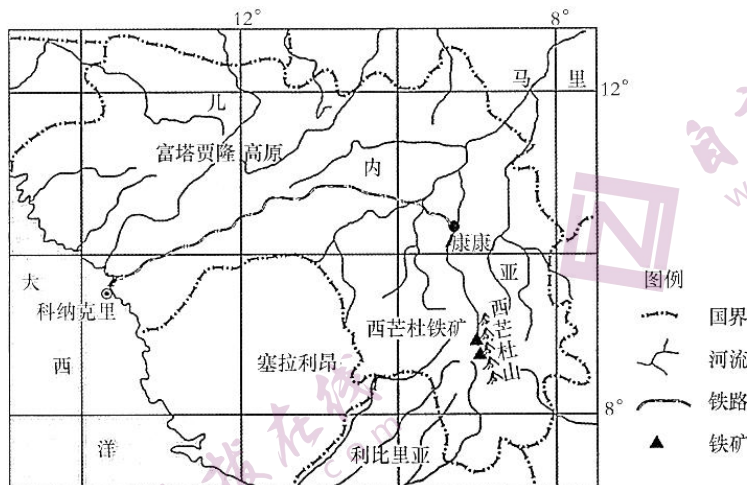 12°
8°
马里
12°
几
富塔贾隆高原
内
康康
亚
大
西
洋
科纳克里
西芒杜铁矿
西芒杜山
塞拉利昂
8°
利比里亚
图例
国界
河流
铁路
铁矿